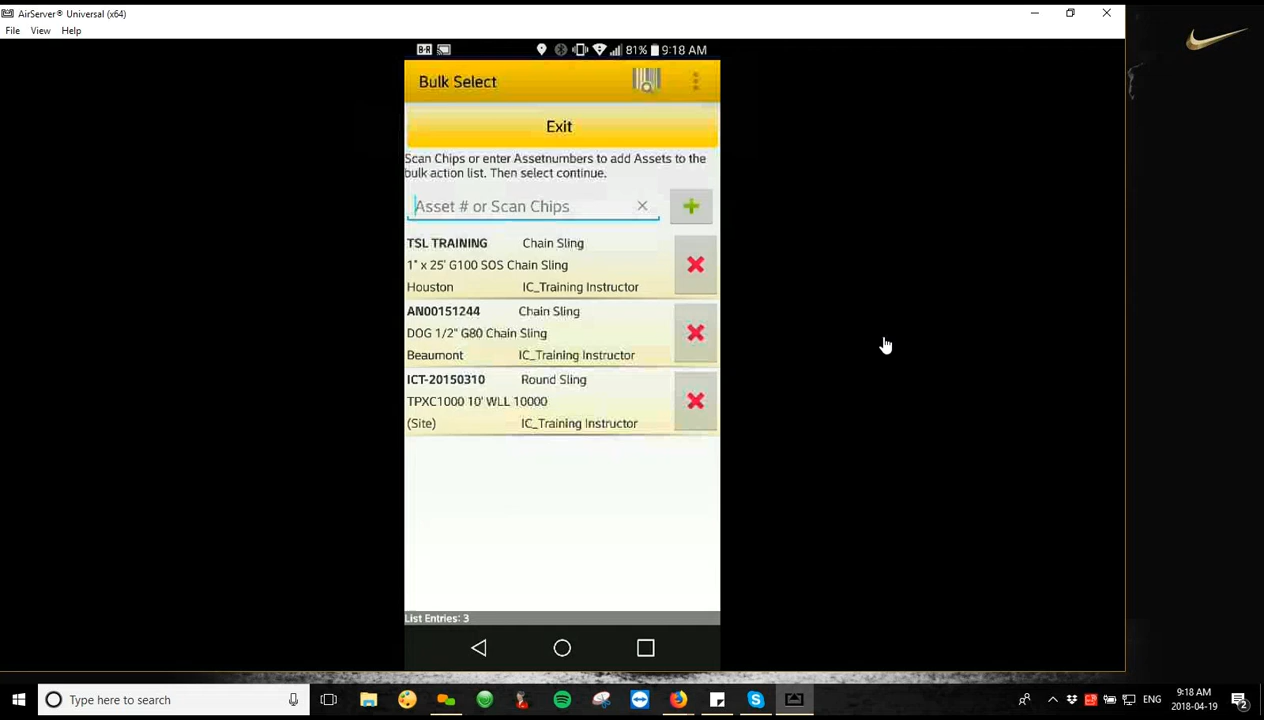 AirServer® Universal (x64)
File View Help
B·R 81% 9:18 AM
Bulk Select
Exit
Scan Chips or enter Assetnumbers to add Assets to the
bulk action list. Then select continue.
Asset # or Scan Chips
TSL TRAINING Chain Sling
1" x 25' G100 SOS Chain Sling
Houston IC_Training Instructor
AN00151244 Chain Sling
DOG 1/2" G80 Chain Sling
Beaumont IC_Training Instructor
ICT-20150310 Round Sling
TPXC1000 10' WLL 10000
(Site) IC_Training Instructor
List Entries: 3
Type here to search
ENG
9:18 AM
2018-04-19
2